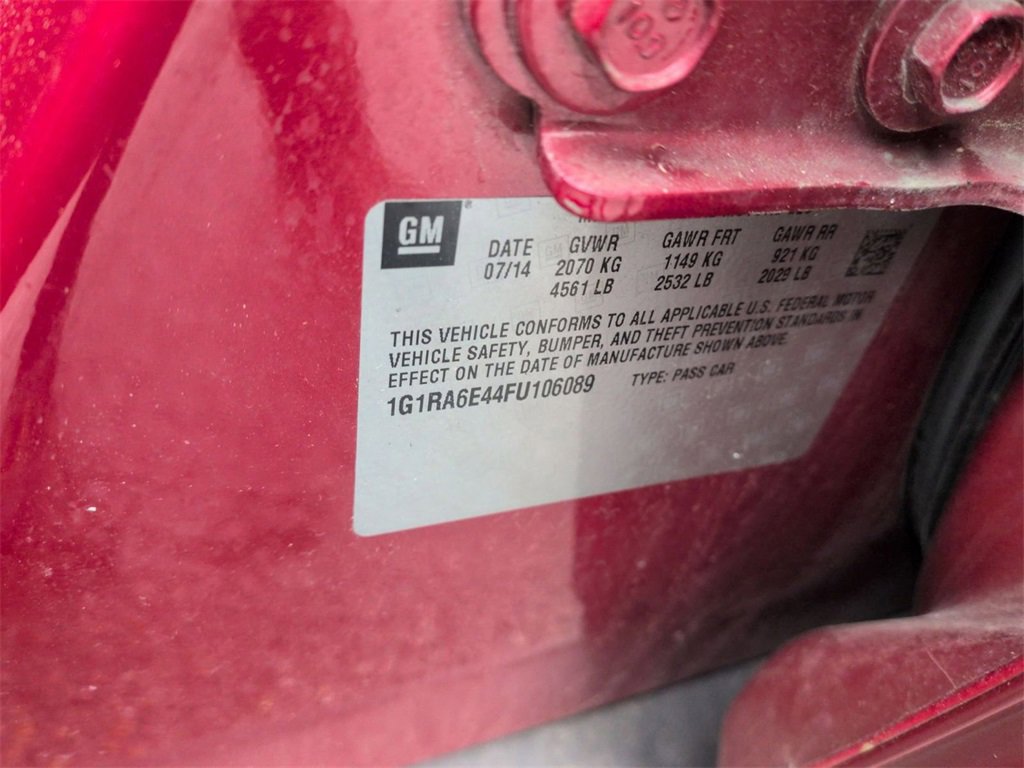 GM
DATE GVWR GAWR FRT GAWR RR
07/14 2070 KG 1149 KG 921 KG
4561 LB 2532 LB 2029 LB
THIS VEHICLE CONFORMS TO ALL APPLICABLE U.S. FEDERAL MOTOR
VEHICLE SAFETY, BUMPER, AND THEFT PREVENTION STANDARDS IN
EFFECT ON THE DATE OF MANUFACTURE SHOWN ABOVE.
1G1RA6E44FU106089 TYPE: PASS CAR